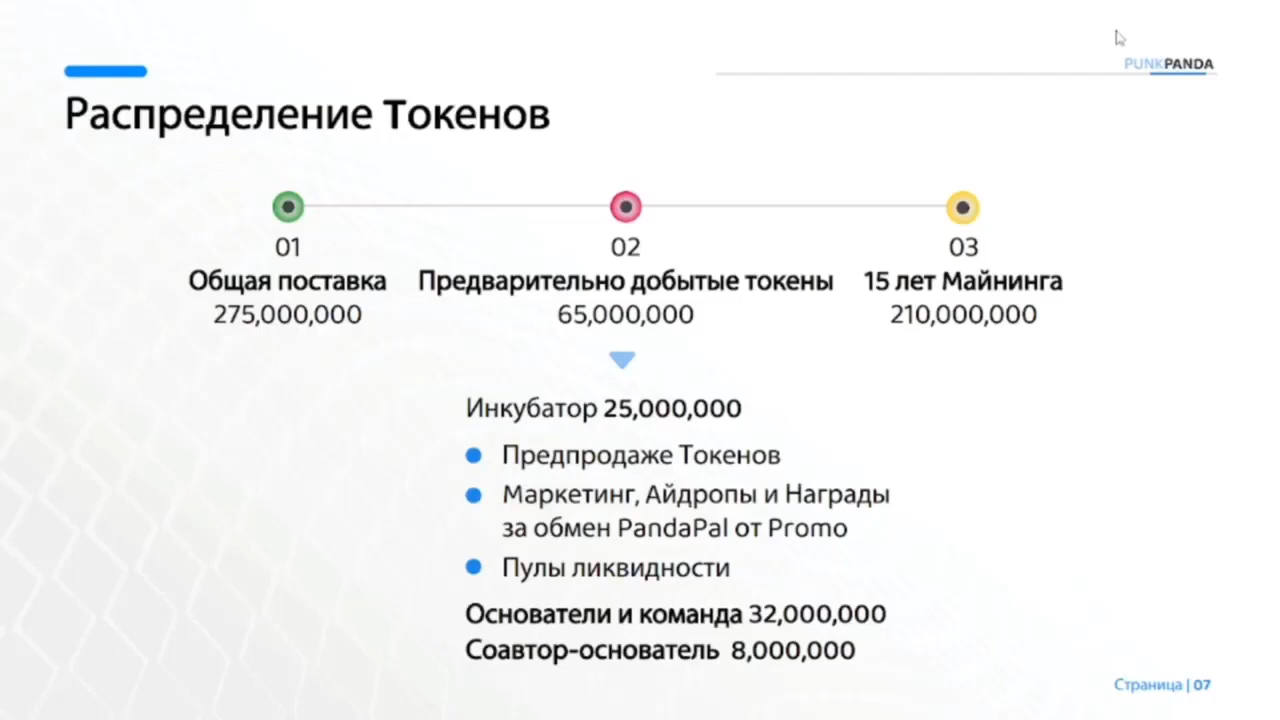 PUNKPANDA
Распределение Токенов
01
Общая поставка
275,000,000
02
Предварительно добытые токены
65,000,000
03
15 лет Майнинга
210,000,000
Инкубатор 25,000,000
Предпродаже Токенов
Маркетинг, Айдропы и Награды
за обмен PandaPal от Promo
Пулы ликвидности
Основатели и команда 32,000,000
Соавтор-основатель 8,000,000
Страница | 07